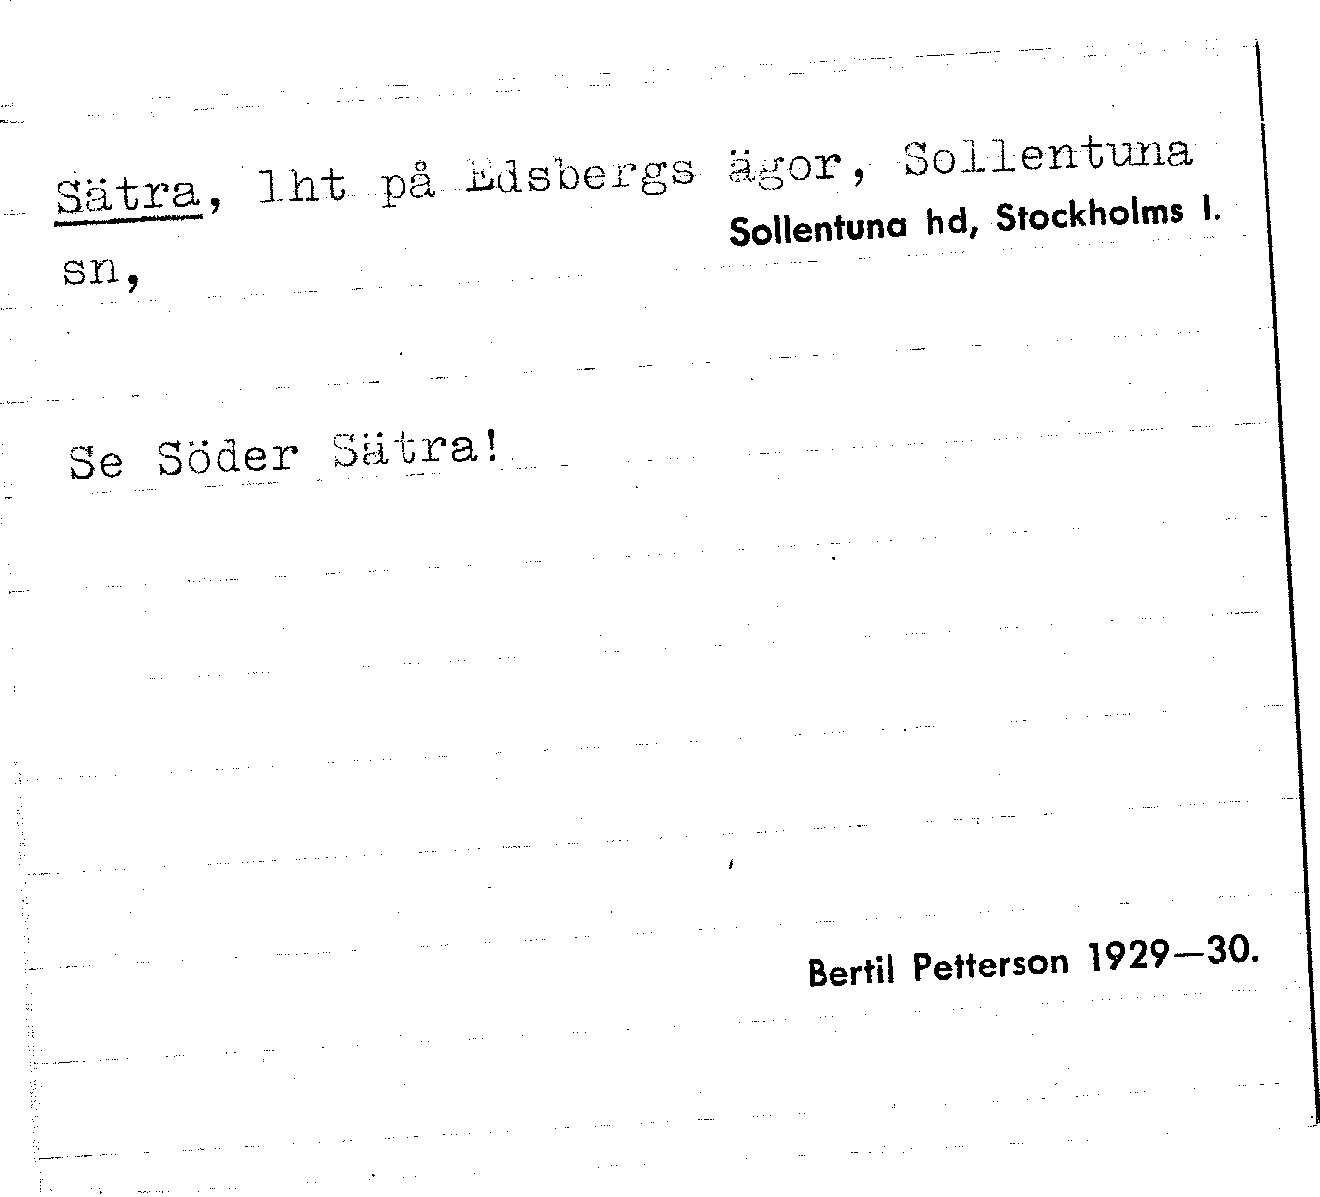 Sätra, lht på Edsbergs ägor, Sollentuna
Sollentuna hd, Stockholms l.
sn,
Se Söder Sätra!
Bertil Petterson 1929—30.